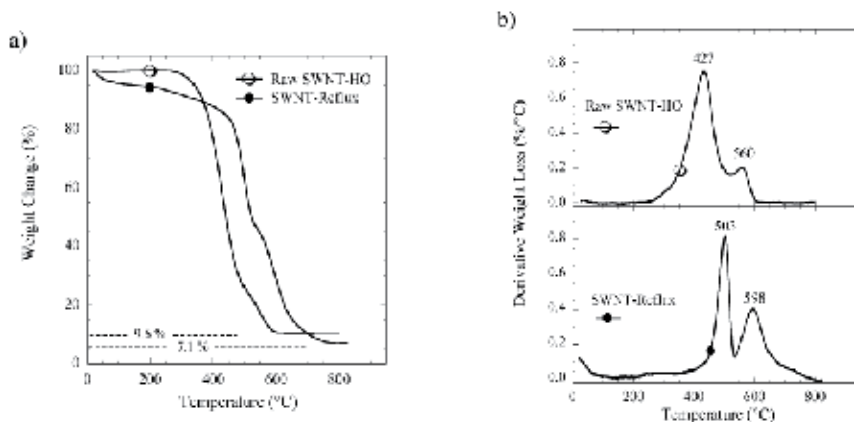 a)
Weight Change (%)
100
80
60
40
20
0
Raw SWNT-HO
SWNT-Reflux
9.8 %
7.1 %
0 200 400 600 800
Temperature (°C)
b)
Derivative Weight Loss (%/°C)
0.8
0.6
0.4
0.2
0.0
427
Raw SWNT-HO
560
503
0.8
0.6
0.4
0.2
0.0
598
SWNT-Reflux
0 200 400 600 800
Temperature (°C)